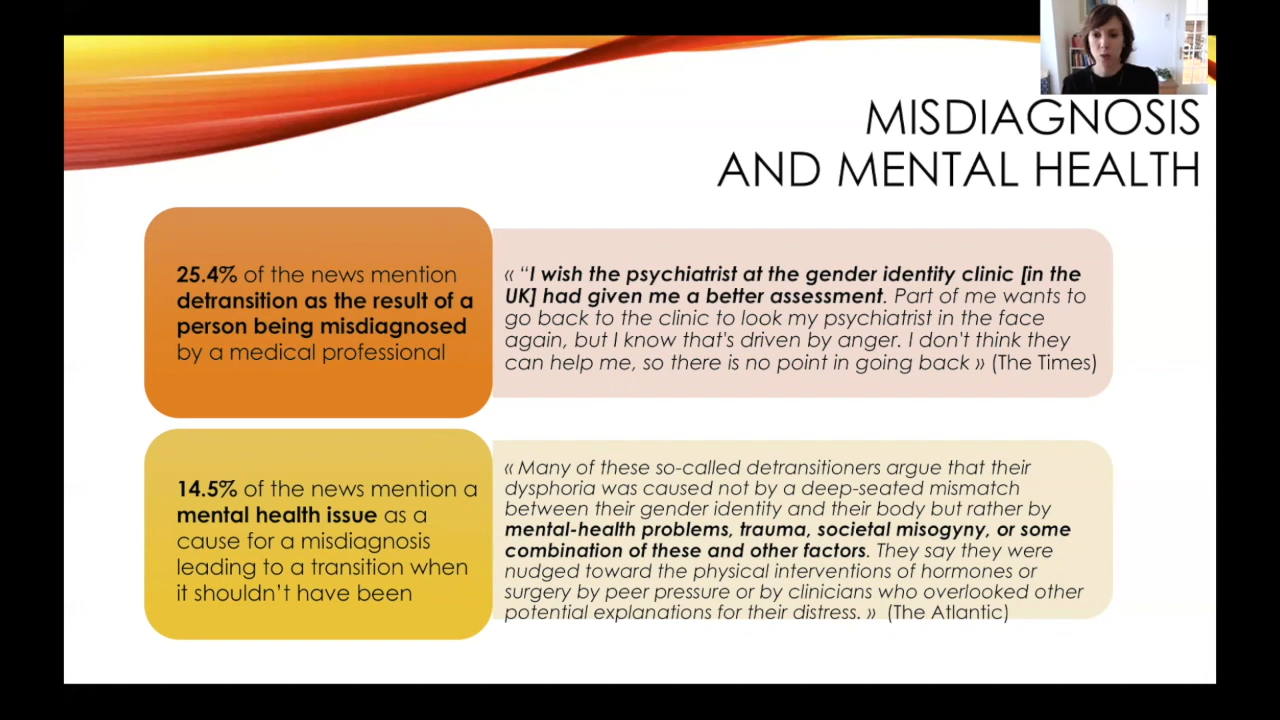 MISDIAGNOSIS
AND MENTAL HEALTH
25.4% of the news mention
detransition as the result of a
person being misdiagnosed
by a medical professional
« “I wish the psychiatrist at the gender identity clinic [in the
UK] had given me a better assessment. Part of me wants to
go back to the clinic to look my psychiatrist in the face
again, but I know that's driven by anger. I don't think they
can help me, so there is no point in going back » (The Times)
14.5% of the news mention a
mental health issue as a
cause for a misdiagnosis
leading to a transition when
it shouldn’t have been
« Many of these so-called detransitioners argue that their
dysphoria was caused not by a deep-seated mismatch
between their gender identity and their body but rather by
mental-health problems, trauma, societal misogyny, or some
combination of these and other factors. They say they were
nudged toward the physical interventions of hormones or
surgery by peer pressure or by clinicians who overlooked other
potential explanations for their distress. » (The Atlantic)